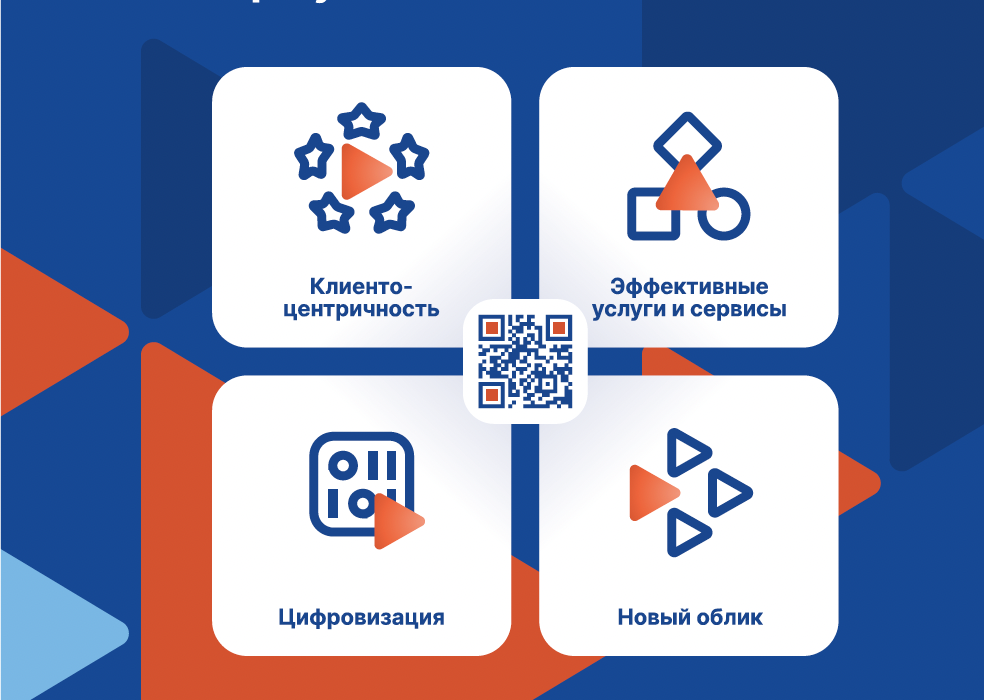 Клиенто-
центричность
Эффективные
услуги и сервисы
Цифровизация
Новый облик